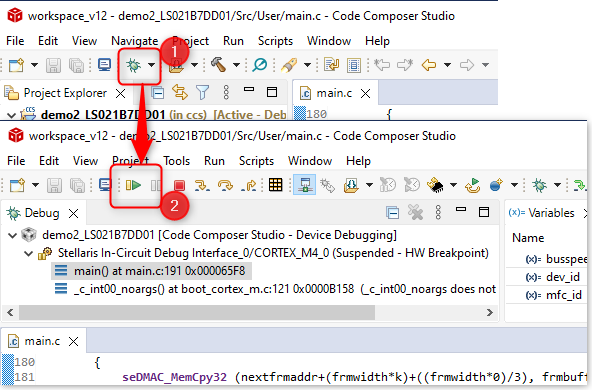 workspace_v12 - demo2_LS021B7DD01/Src/User/main.c - Code Composer Studio
File Edit View Navigate Project Run Scripts Window Help
1
Project Explorer
main.c
demo2_LS021B7DD01 (in ccs) [Active - Deb
180 {
workspace_v12 - demo2_LS021B7DD01/Src/User/main.c - Code Composer Studio
File Edit View Project Tools Run Scripts Window Help
2
Debug
(x)= Variables
demo2_LS021B7DD01 [Code Composer Studio - Device Debugging]
Name
Stellaris In-Circuit Debug Interface_0/CORTEX_M4_0 (Suspended - HW Breakpoint)
(x)= busspee
main() at main.c:191 0x000065F8
(x)= dev_id
_c_int00_noargs() at boot_cortex_m.c:121 0x0000B158 (_c_int00_noargs does not
(x)= mfc_id
main.c
180 {
181 seDMAC_MemCpy32 (nextfrmaddr+(frmwidth*k)+((frmwidth*0)/3), frmbuff